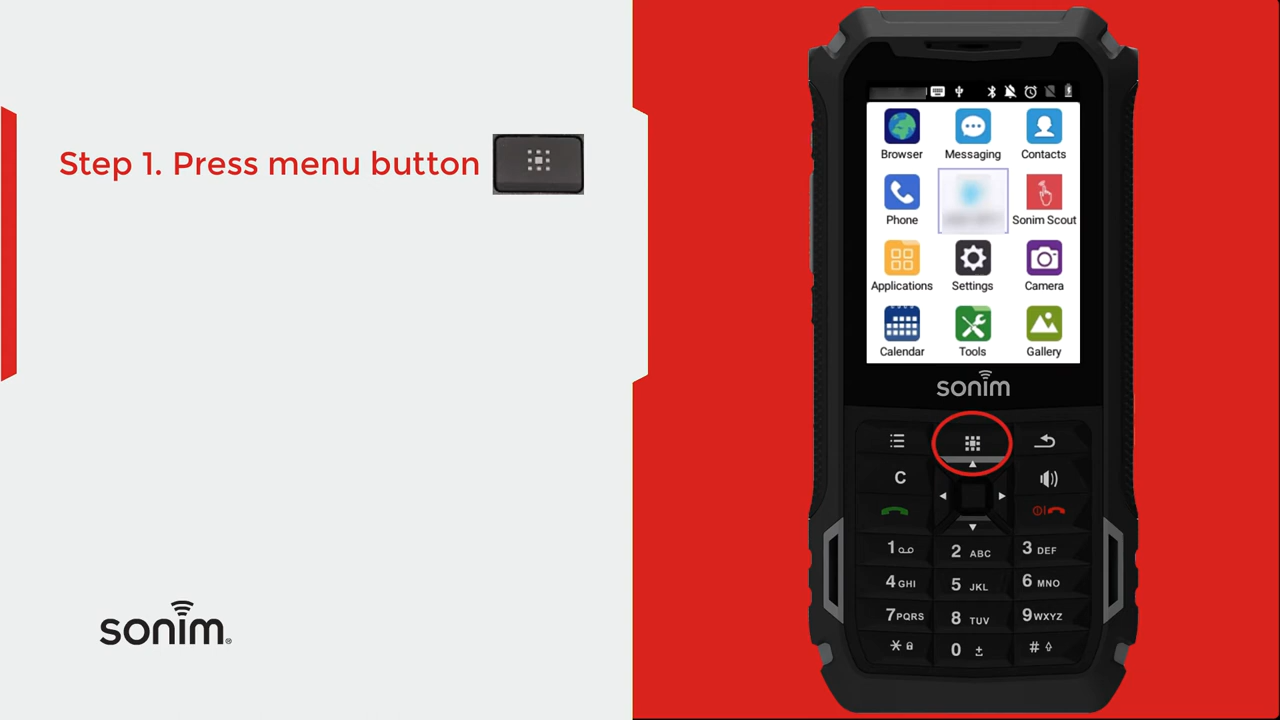 Step 1. Press menu button
sonim®
Browser Messaging Contacts
Phone Sonim Scout
Applications Settings Camera
Calendar Tools Gallery
sonim
C
1 2 ABC 3 DEF
4 GHI 5 JKL 6 MNO
7 PQRS 8 TUV 9 WXYZ
* 0 ± #